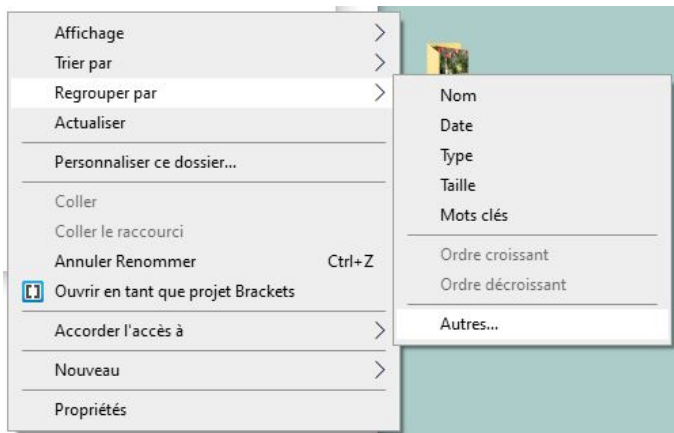 Affichage
Trier par
Regrouper par
Actualiser
Personnaliser ce dossier...
Coller
Coller le raccourci
Annuler Renommer Ctrl+Z
Ouvrir en tant que projet Brackets
Accorder l'accès à
Nouveau
Propriétés
Nom
Date
Type
Taille
Mots clés
Ordre croissant
Ordre décroissant
Autres...